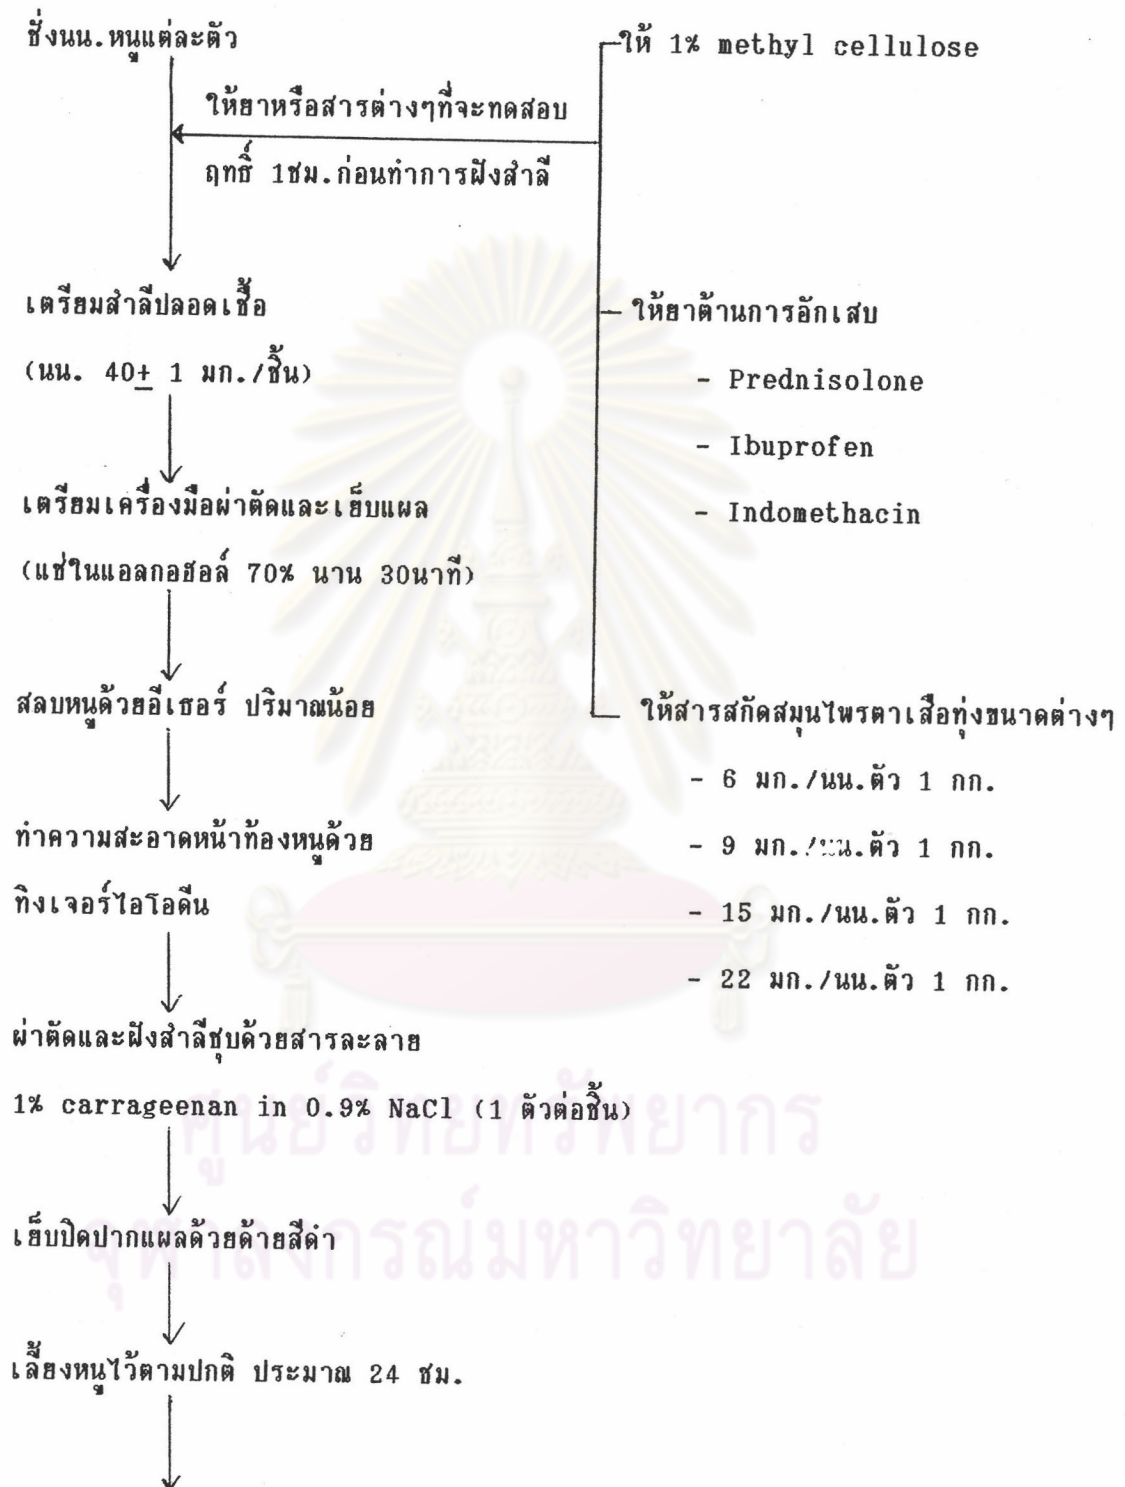 ชั่งนน.หนูแต่ละตัว
ให้ยาหรือสารต่างๆที่จะทดสอบ
ฤทธิ์ 1ชม.ก่อนทำการฝังสำลี
เตรียมสำลีปลอดเชื้อ
(นน. 40± 1 มก./ชิ้น)
เตรียมเครื่องมือผ่าตัดและเย็บแผล
(แช่ในแอลกอฮอล์ 70% นาน 30นาที)
สลบหนูด้วยอีเธอร์ ปริมาณน้อย
ทำความสะอาดหน้าท้องหนูด้วย
ทิงเจอร์ไอโอดีน
ผ่าตัดและฝังสำลีชุบด้วยสารละลาย
1% carrageenan in 0.9% NaCl (1 ตัวต่อชิ้น)
เย็บปิดปากแผลด้วยด้ายสีดำ
เลี้ยงหนูไว้ตามปกติ ประมาณ 24 ชม.
ให้ 1% methyl cellulose
ให้ยาต้านการอักเสบ
- Prednisolone
- Ibuprofen
- Indomethacin
ให้สารสกัดสมุนไพรตาเสือทุ่งขนาดต่างๆ
- 6 มก./นน.ตัว 1 กก.
- 9 มก./นน.ตัว 1 กก.
- 15 มก./นน.ตัว 1 กก.
- 22 มก./นน.ตัว 1 กก.
ศูนย์วิทยทรัพยากร
จุฬาลงกรณ์มหาวิทยาลัย